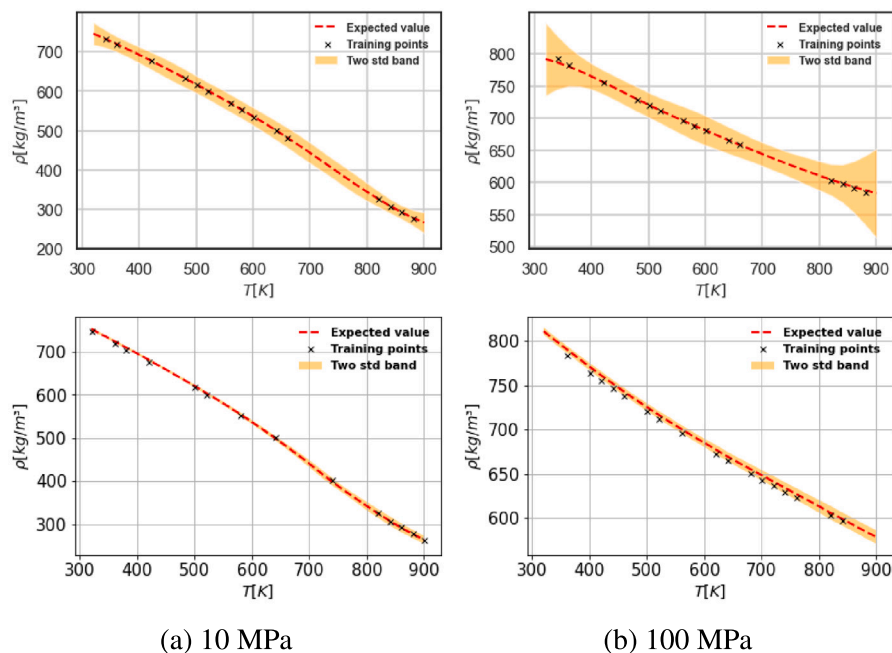 Expected value
Training points
Two std band
700
600
500
400
300
200
ρ[kg/m³]
300 400 500 600 700 800 900
T[K]
Expected value
Training points
Two std band
800
750
700
650
600
550
500
ρ[kg/m³]
300 400 500 600 700 800 900
T[K]
Expected value
Training points
Two std band
700
600
500
400
300
ρ[kg/m³]
300 400 500 600 700 800 900
T[K]
(a) 10 MPa
Expected value
Training points
Two std band
800
750
700
650
600
ρ[kg/m³]
300 400 500 600 700 800 900
T[K]
(b) 100 MPa